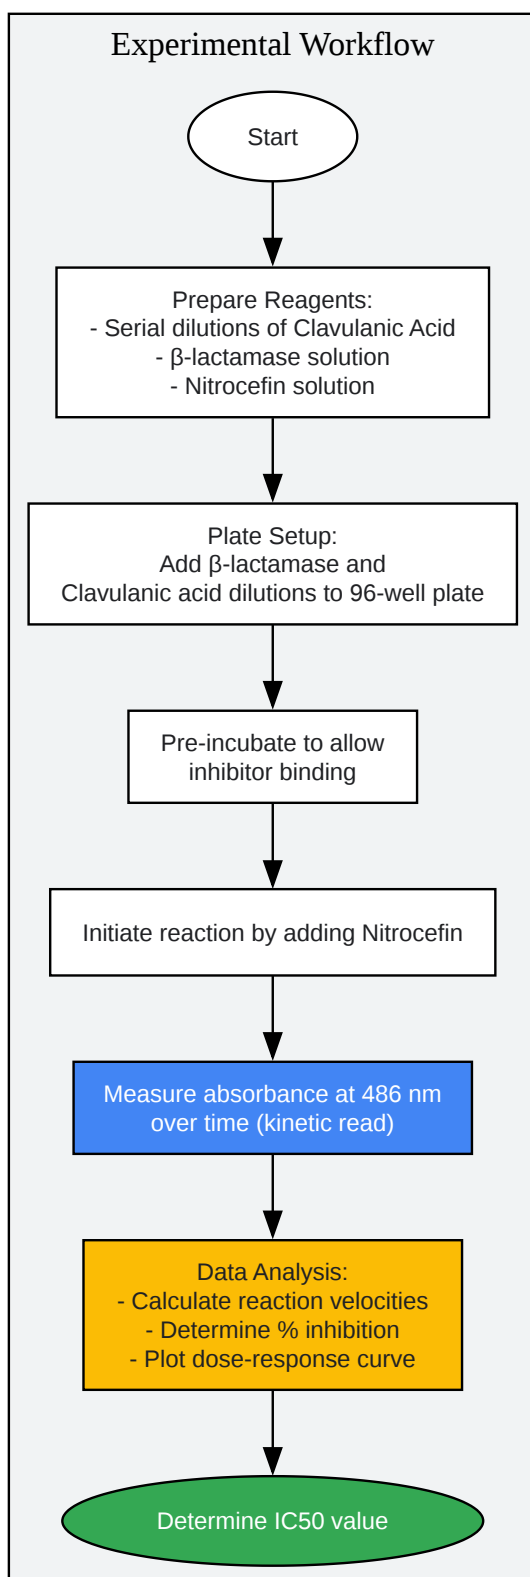 Experimental Workflow
Start
Prepare Reagents:
- Serial dilutions of Clavulanic Acid
- β-lactamase solution
- Nitrocefin solution
Plate Setup:
Add β-lactamase and
Clavulanic acid dilutions to 96-well plate
Pre-incubate to allow
inhibitor binding
Initiate reaction by adding Nitrocefin
Measure absorbance at 486 nm
over time (kinetic read)
Data Analysis:
- Calculate reaction velocities
- Determine % inhibition
- Plot dose-response curve
Determine IC50 value